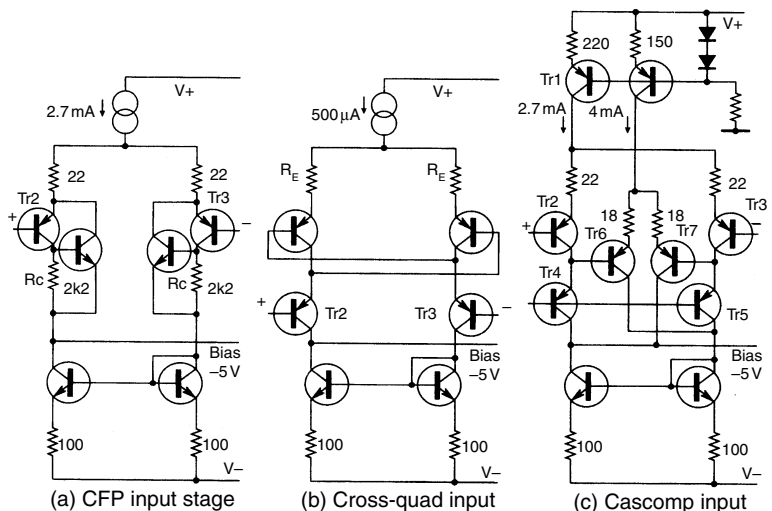 2.7 mA
V+
22
22
Tr2
Tr3
+
−
Rc
2k2
Rc
2k2
100
100
(a) CFP input stage
500 μA
V+
RE
RE
+
−
Tr2
Tr3
Bias
−5 V
100
100
V−
(b) Cross-quad input
220
150
V+
Tr1
2.7 mA
4 mA
22
22
Tr2
Tr3
+
−
18
18
Tr6
Tr7
Tr4
Tr5
Bias
−5 V
100
100
V−
(c) Cascomp input